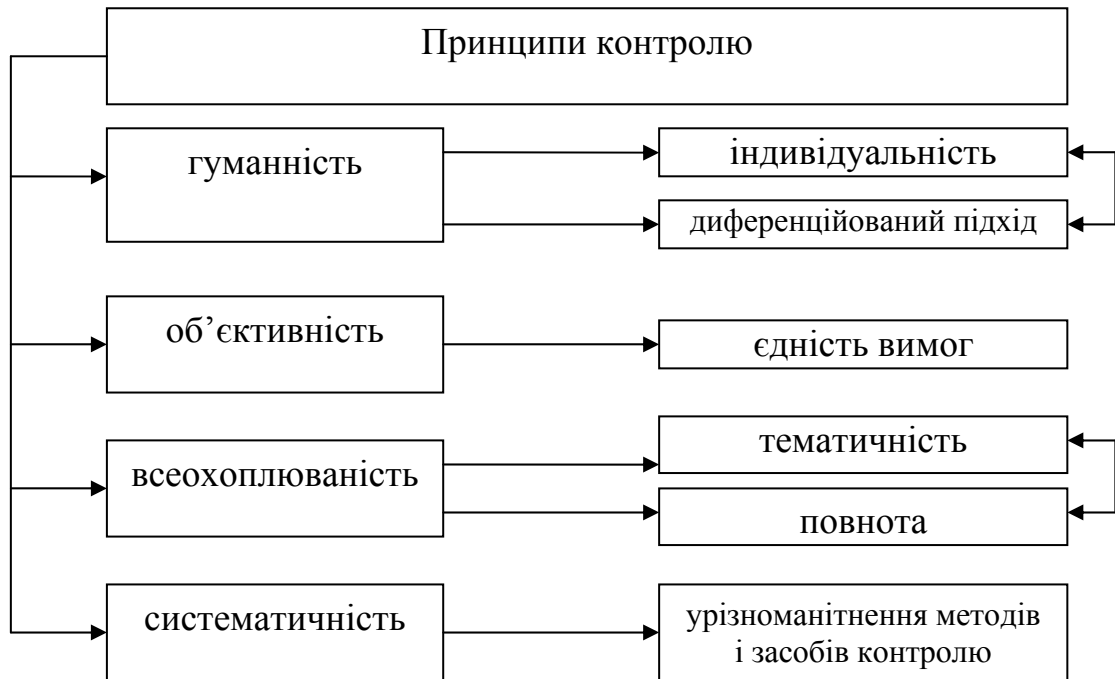 Принципи контролю
гуманність
індивідуальність
диференційований підхід
об’єктивність
єдність вимог
всеохоплюваність
тематичність
повнота
систематичність
урізноманітнення методів
і засобів контролю